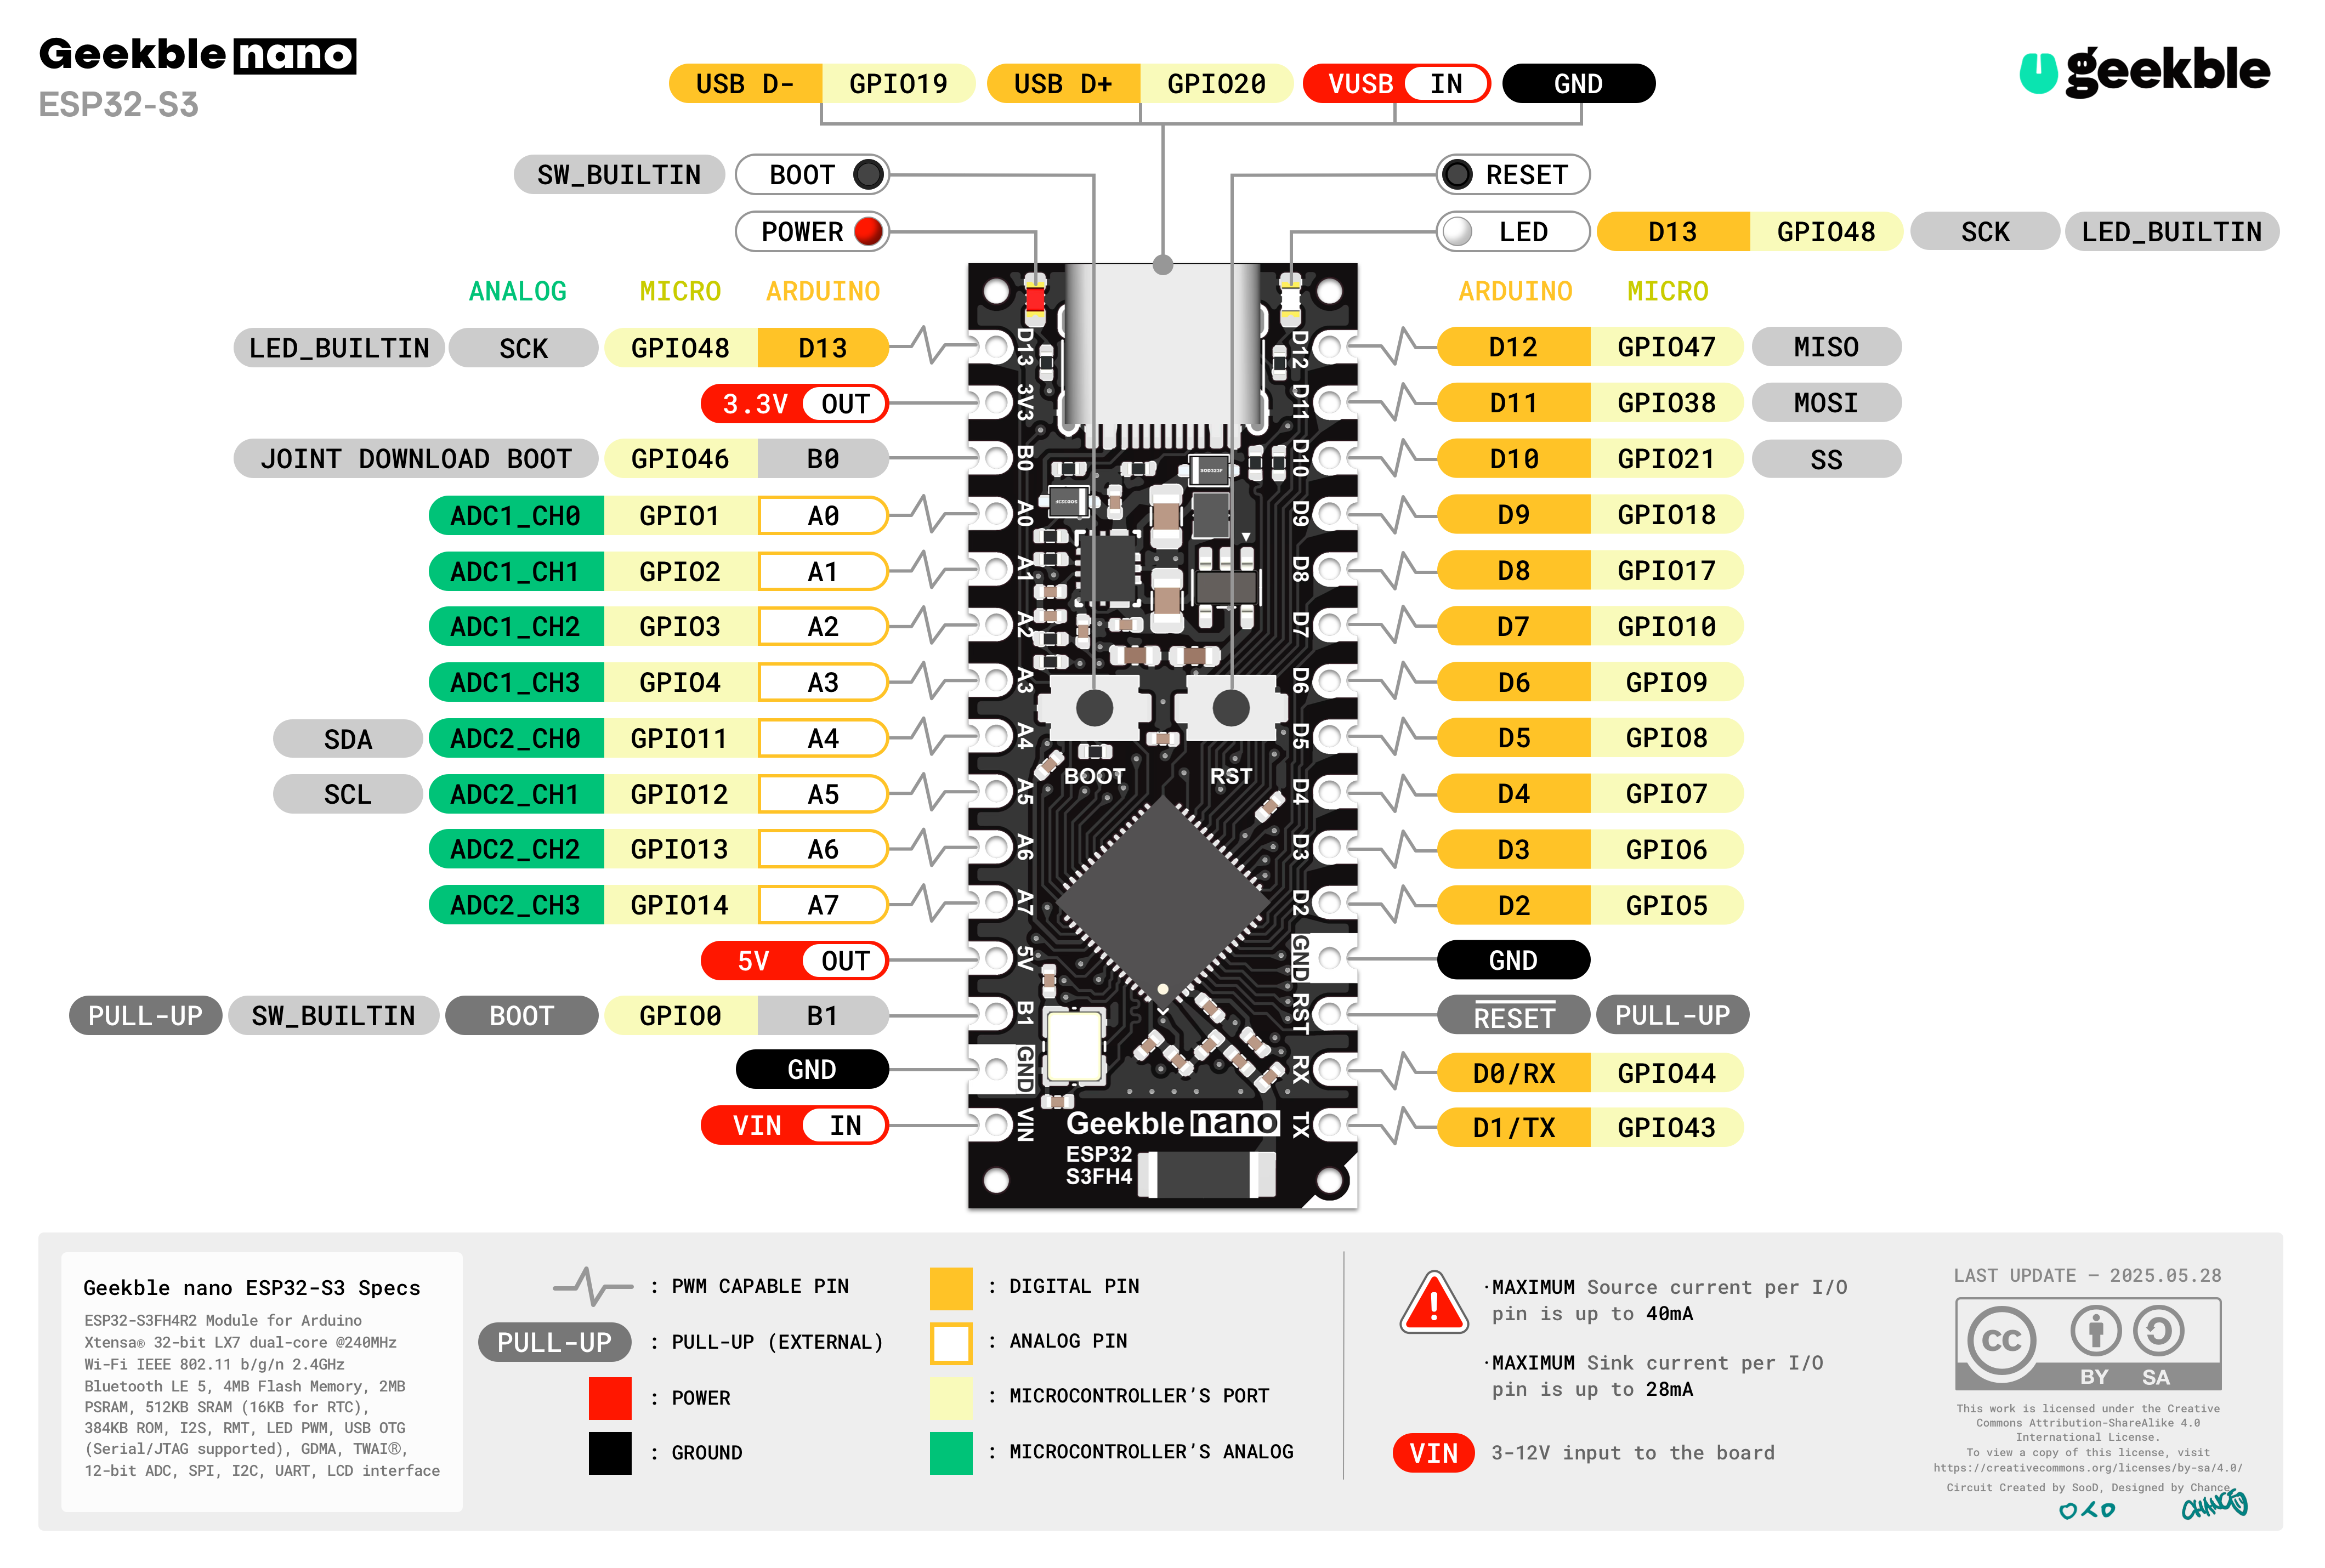 Geekble nano
ESP32-S3
geekble
USB D- GPIO19 USB D+ GPIO20 VUSB IN GND
SW_BUILTIN BOOT
RESET
POWER
LED D13 GPIO48 SCK LED_BUILTIN
ANALOG MICRO ARDUINO
ARDUINO MICRO
LED_BUILTIN SCK GPIO48 D13
3.3V OUT
JOINT DOWNLOAD BOOT GPIO46 B0
ADC1_CH0 GPIO1 A0
ADC1_CH1 GPIO2 A1
ADC1_CH2 GPIO3 A2
ADC1_CH3 GPIO4 A3
SDA ADC2_CH0 GPIO11 A4
SCL ADC2_CH1 GPIO12 A5
ADC2_CH2 GPIO13 A6
ADC2_CH3 GPIO14 A7
5V OUT
PULL-UP SW_BUILTIN BOOT GPIO0 B1
GND
VIN IN
D13
3V3
B0
A0
A1
A2
A3
A4
A5
A6
A7
5V
B1
GND
VIN
BOOT RST
Geekble nano
ESP32
S3FH4
D12
D11
D10
D9
D8
D7
D6
D5
D4
D3
D2
GND
RST
RX
TX
D12 GPIO47 MISO
D11 GPIO38 MOSI
D10 GPIO21 SS
D9 GPIO18
D8 GPIO17
D7 GPIO10
D6 GPIO9
D5 GPIO8
D4 GPIO7
D3 GPIO6
D2 GPIO5
GND
RESET PULL-UP
D0/RX GPIO44
D1/TX GPIO43
Geekble nano ESP32-S3 Specs
ESP32-S3FH4R2 Module for Arduino
Xtensa® 32-bit LX7 dual-core @240MHz
Wi-Fi IEEE 802.11 b/g/n 2.4GHz
Bluetooth LE 5, 4MB Flash Memory, 2MB
PSRAM, 512KB SRAM (16KB for RTC),
384KB ROM, I2S, RMT, LED PWM, USB OTG
(Serial/JTAG supported), GDMA, TWAI®,
12-bit ADC, SPI, I2C, UART, LCD interface
: PWM CAPABLE PIN
PULL-UP : PULL-UP (EXTERNAL)
: POWER
: GROUND
: DIGITAL PIN
: ANALOG PIN
: MICROCONTROLLER’S PORT
: MICROCONTROLLER’S ANALOG
·MAXIMUM Source current per I/O
pin is up to 40mA
·MAXIMUM Sink current per I/O
pin is up to 28mA
VIN 3-12V input to the board
LAST UPDATE – 2025.05.28
cc
BY SA
This work is licensed under the Creative
Commons Attribution-ShareAlike 4.0
International License.
To view a copy of this license, visit
https://creativecommons.org/licenses/by-sa/4.0/
Circuit Created by SooD, Designed by Chance
CHANCE